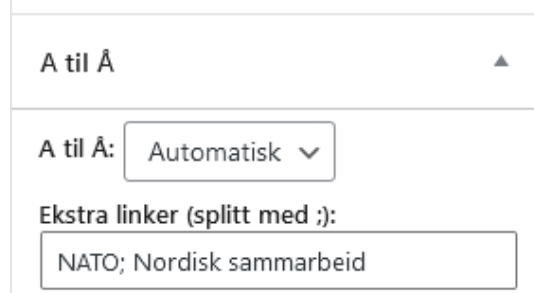 A til Å
A til Å: Automatisk
Ekstra linker (splitt med ;):
NATO; Nordisk sammarbeid